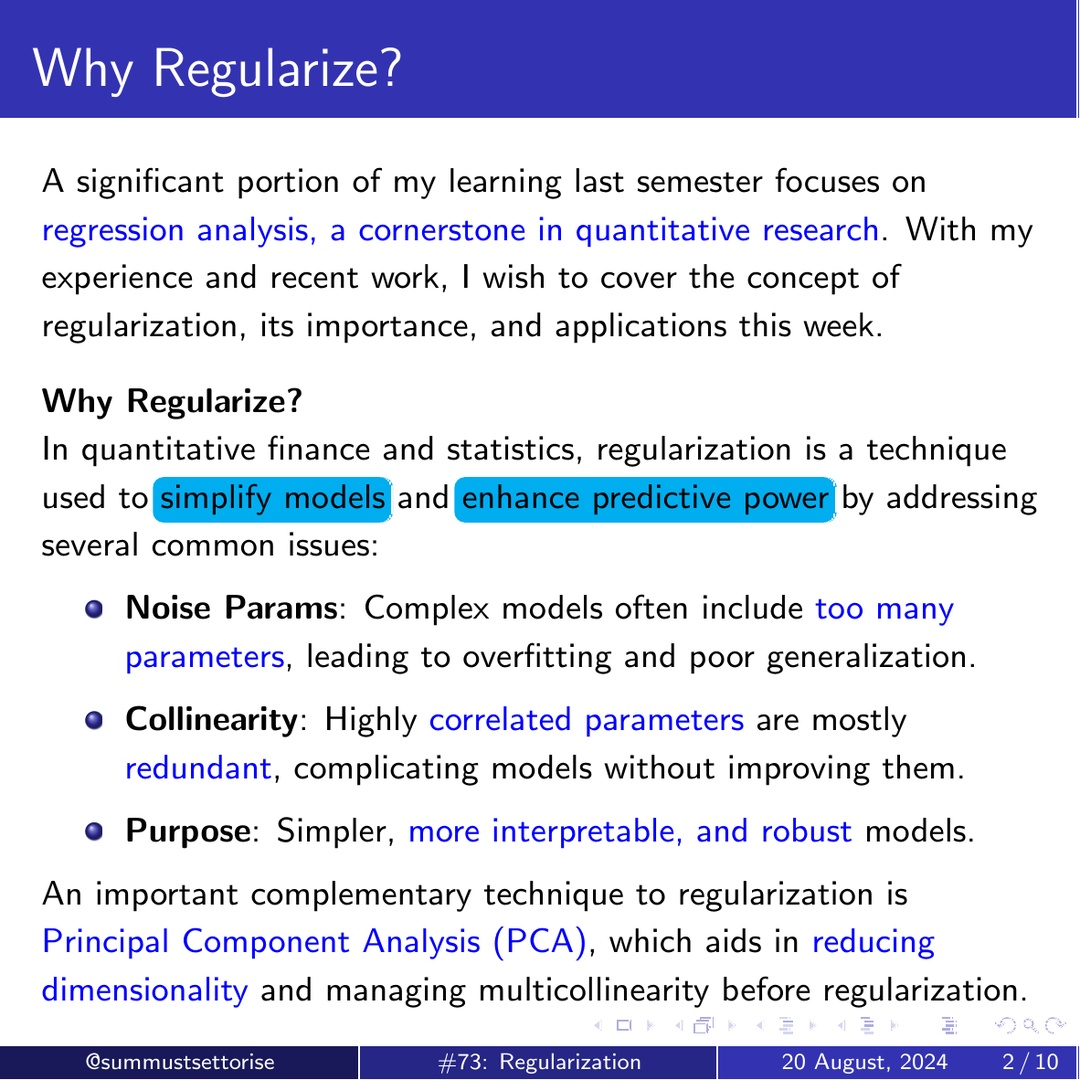 Why Regularize?
A significant portion of my learning last semester focuses on
regression analysis, a cornerstone in quantitative research. With my
experience and recent work, I wish to cover the concept of
regularization, its importance, and applications this week.
Why Regularize?
In quantitative finance and statistics, regularization is a technique
used to simplify models and enhance predictive power by addressing
several common issues:
Noise Params: Complex models often include too many
parameters, leading to overfitting and poor generalization.
Collinearity: Highly correlated parameters are mostly
redundant, complicating models without improving them.
Purpose: Simpler, more interpretable, and robust models.
An important complementary technique to regularization is
Principal Component Analysis (PCA), which aids in reducing
dimensionality and managing multicollinearity before regularization.
@summustsettorise #73: Regularization 20 August, 2024 2 / 10